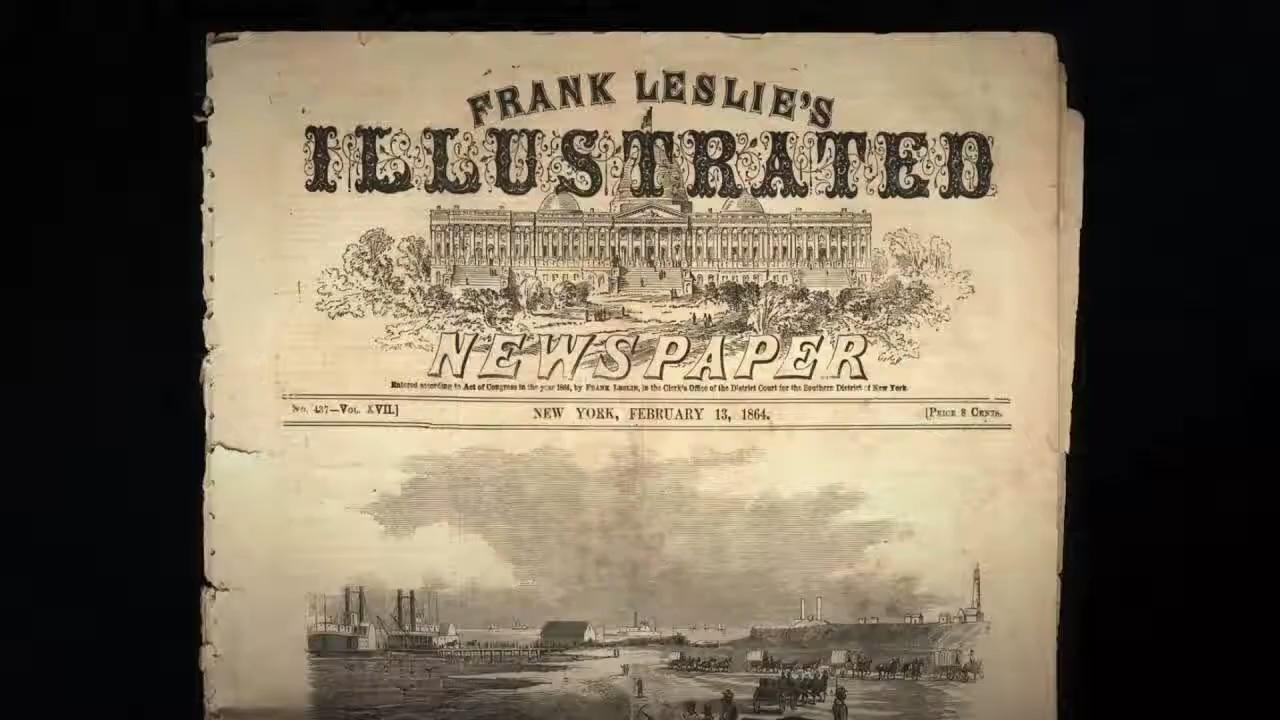 FRANK LESLIE'S
ILLUSTRATED
NEWSPAPER
Entered according to Act of Congress in the year 1864, by FRANK LESLIE, in the Clerk's Office of the District Court for the Southern District of New York.
No. 437—Vol. XVII.]
NEW YORK, FEBRUARY 13, 1864.
[PRICE 8 CENTS.